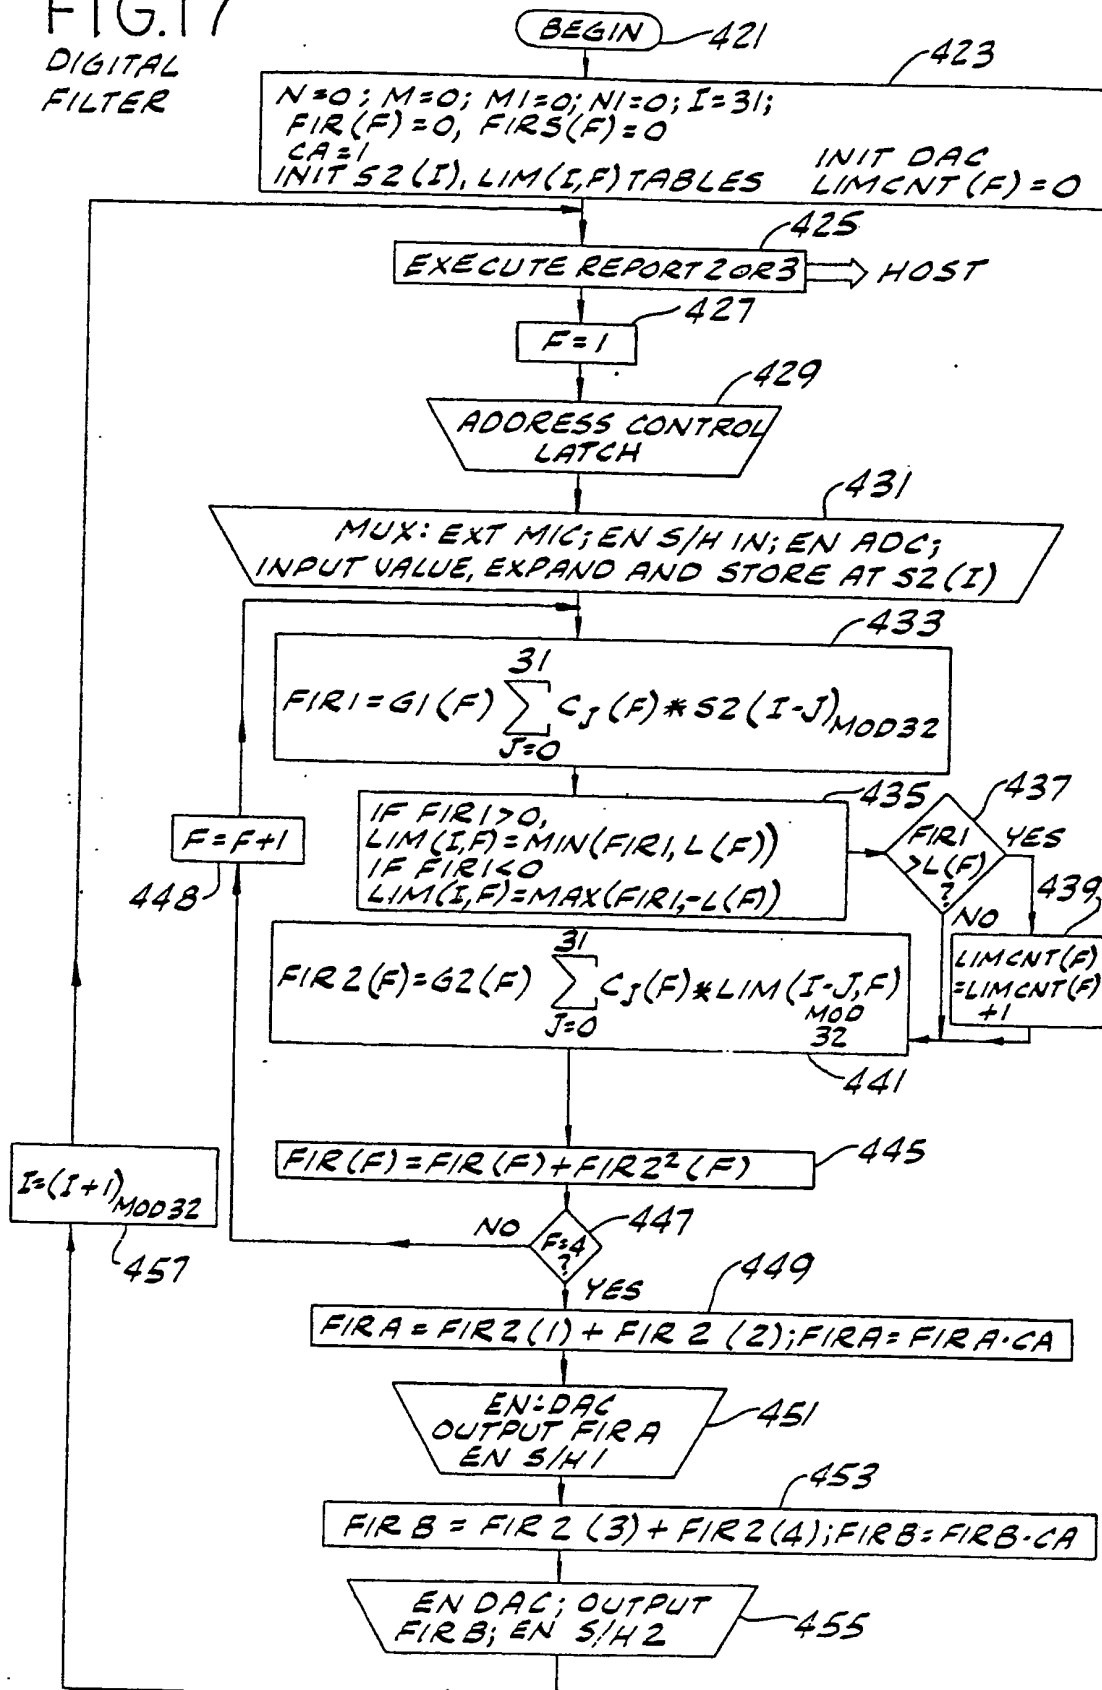 FIG.17
DIGITAL
FILTER
BEGIN
421
423
N=0; M=0; M1=0; N1=0; I=31;
FIR(F)=0, FIRS(F)=0
CA=1
INIT S2(I), LIM(I,F) TABLES
INIT DAC
LIMCNT(F)=0
425
EXECUTE REPORT 2 OR 3
HOST
427
F=1
429
ADDRESS CONTROL
LATCH
431
MUX: EXT MIC; EN S/H IN; EN ADC;
INPUT VALUE, EXPAND AND STORE AT S2(I)
433
31
FIR1=G1(F) ∑ CJ(F)*S2(I-J)MOD32
J=0
435
IF FIR1>0,
LIM(I,F)=MIN(FIR1, L(F))
IF FIR1<0
LIM(I,F)=MAX(FIR1,-L(F))
437
FIR1
>L(F)
?
YES
NO
439
LIMCNT(F)
=LIMCNT(F)
+1
F=F+1
448
31
FIR2(F)=G2(F) ∑ CJ(F)*LIM(I-J,F)
J=0
MOD
32
441
FIR(F)=FIR(F)+FIR2²(F)
445
I=(I+1)MOD32
457
NO
F=4
?
447
YES
449
FIRA=FIR2(1)+FIR2(2); FIRA=FIRA·CA
EN:DAC
OUTPUT FIRA
EN S/H1
451
453
FIRB=FIR2(3)+FIR2(4); FIRB=FIRB·CA
EN DAC; OUTPUT
FIRB; EN S/H2
455